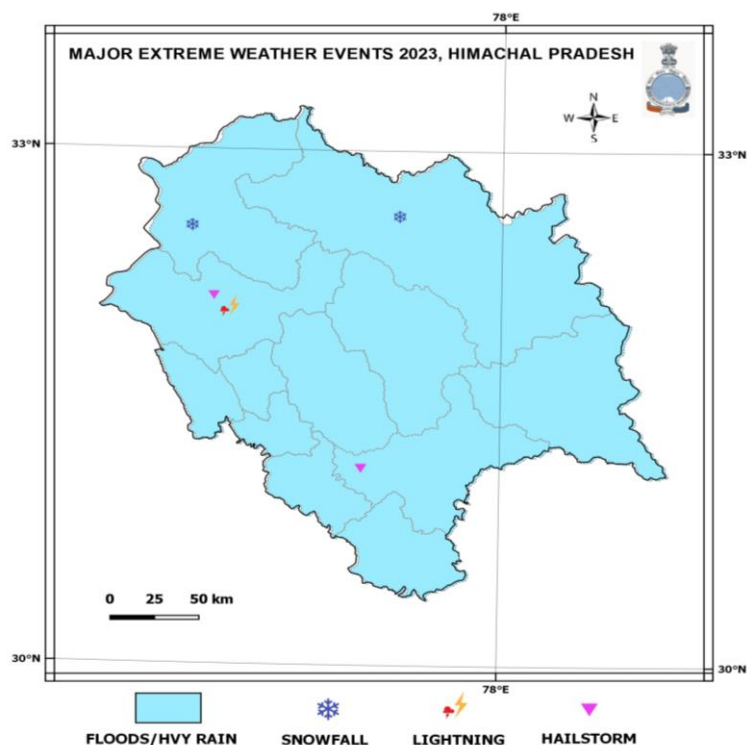 78°E
MAJOR EXTREME WEATHER EVENTS 2023, HIMACHAL PRADESH
N
W E
S
33°N
33°N
0 25 50 km
30°N
30°N
78°E
FLOODS/HVY RAIN SNOWFALL LIGHTNING HAILSTORM